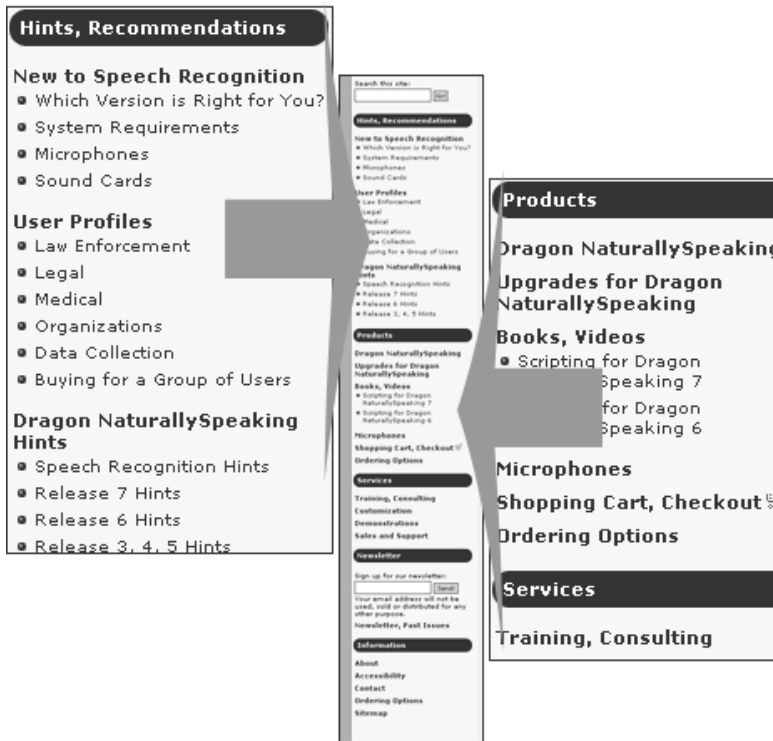 Hints, Recommendations
New to Speech Recognition
Which Version is Right for You?
System Requirements
Microphones
Sound Cards
User Profiles
Law Enforcement
Legal
Medical
Organizations
Data Collection
Buying for a Group of Users
Dragon NaturallySpeaking
Hints
Speech Recognition Hints
Release 7 Hints
Release 6 Hints
Release 3, 4, 5 Hints
Search this site:
Go!
Hints, Recommendations
New to Speech Recognition
Which Version is Right for You?
System Requirements
Microphones
Sound Cards
User Profiles
Law Enforcement
Legal
Medical
Organizations
Data Collection
Buying for a Group of Users
Dragon NaturallySpeaking
Hints
Speech Recognition Hints
Release 7 Hints
Release 6 Hints
Release 3, 4, 5 Hints
Products
Dragon NaturallySpeaking
Upgrades for Dragon
NaturallySpeaking
Books, Videos
Scripting for Dragon
NaturallySpeaking 7
Scripting for Dragon
NaturallySpeaking 6
Microphones
Shopping Cart, Checkout
Ordering Options
Services
Training, Consulting
Customization
Demonstrations
Sales and Support
Newsletter
Sign up for our newsletter:
Send!
Your email address will not be
used, sold or distributed for any
other purpose.
Newsletter, Past Issues
Information
About
Accessibility
Contact
Ordering Options
Sitemap
Products
Dragon NaturallySpeaking
Upgrades for Dragon
NaturallySpeaking
Books, Videos
Scripting for Dragon
Speaking 7
for Dragon
Speaking 6
Microphones
Shopping Cart, Checkout
Ordering Options
Services
Training, Consulting